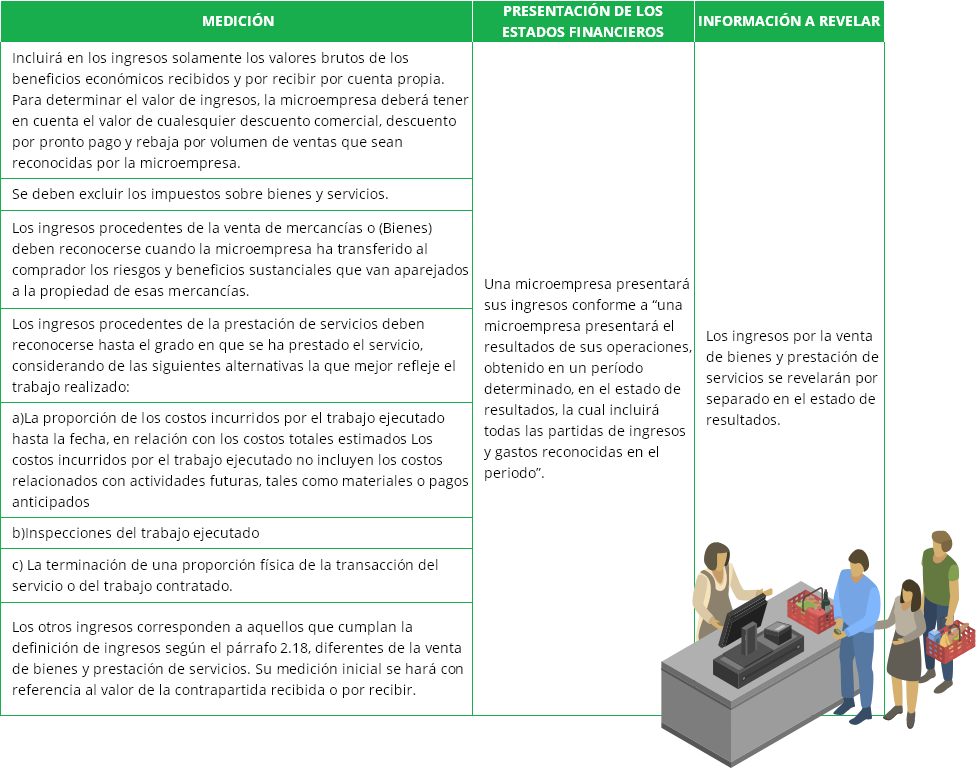 MEDICIÓN
PRESENTACIÓN DE LOS
ESTADOS FINANCIEROS
INFORMACIÓN A REVELAR
Incluirá en los ingresos solamente los valores brutos de los
beneficios económicos recibidos y por recibir por cuenta propia.
Para determinar el valor de ingresos, la microempresa deberá tener
en cuenta el valor de cualesquier descuento comercial, descuento
por pronto pago y rebaja por volumen de ventas que sean
reconocidas por la microempresa.
Se deben excluir los impuestos sobre bienes y servicios.
Los ingresos procedentes de la venta de mercancías o (Bienes)
deben reconocerse cuando la microempresa ha transferido al
comprador los riesgos y beneficios sustanciales que van aparejados
a la propiedad de esas mercancías.
Los ingresos procedentes de la prestación de servicios deben
reconocerse hasta el grado en que se ha prestado el servicio,
considerando de las siguientes alternativas la que mejor refleje el
trabajo realizado:
a)La proporción de los costos incurridos por el trabajo ejecutado
hasta la fecha, en relación con los costos totales estimados Los
costos incurridos por el trabajo ejecutado no incluyen los costos
relacionados con actividades futuras, tales como materiales o pagos
anticipados
b)Inspecciones del trabajo ejecutado
c) La terminación de una proporción física de la transacción del
servicio o del trabajo contratado.
Los otros ingresos corresponden a aquellos que cumplan la
definición de ingresos según el párrafo 2.18, diferentes de la venta
de bienes y prestación de servicios. Su medición inicial se hará con
referencia al valor de la contrapartida recibida o por recibir.
Una microempresa presentará
sus ingresos conforme a “una
microempresa presentará el
resultados de sus operaciones,
obtenido en un período
determinado, en el estado de
resultados, la cual incluirá
todas las partidas de ingresos
y gastos reconocidas en el
periodo”.
Los ingresos por la venta
de bienes y prestación de
servicios se revelarán por
separado en el estado de
resultados.